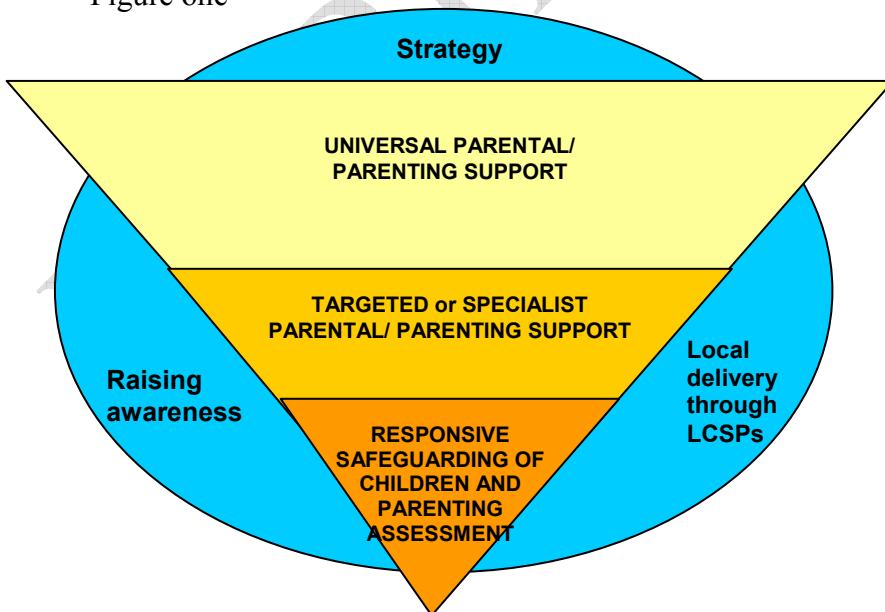 Figure one
Strategy
UNIVERSAL PARENTAL/
PARENTING SUPPORT
TARGETED or SPECIALIST
PARENTAL/ PARENTING SUPPORT
Raising
awareness
Local
delivery
through
LCSPs
RESPONSIVE
SAFEGUARDING OF
CHILDREN AND
PARENTING
ASSESSMENT